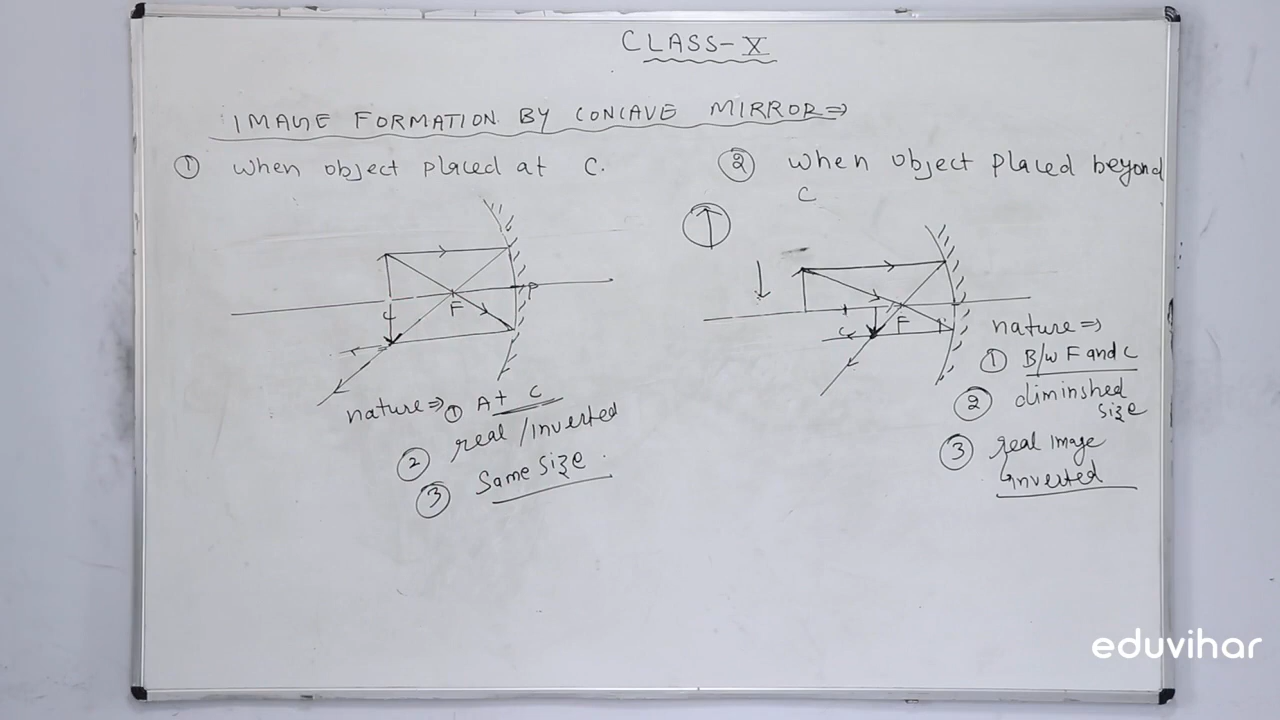 CLASS-X
IMAGE FORMATION BY CONCAVE MIRROR⇒
① when object placed at C.
② when object placed beyond
C
P
C
F
nature⇒ ① At C
② real/inverted
③ Same size.
C
F
nature⇒
① B/w F and C
② diminshed
size
③ real image
inverted
eduvihar